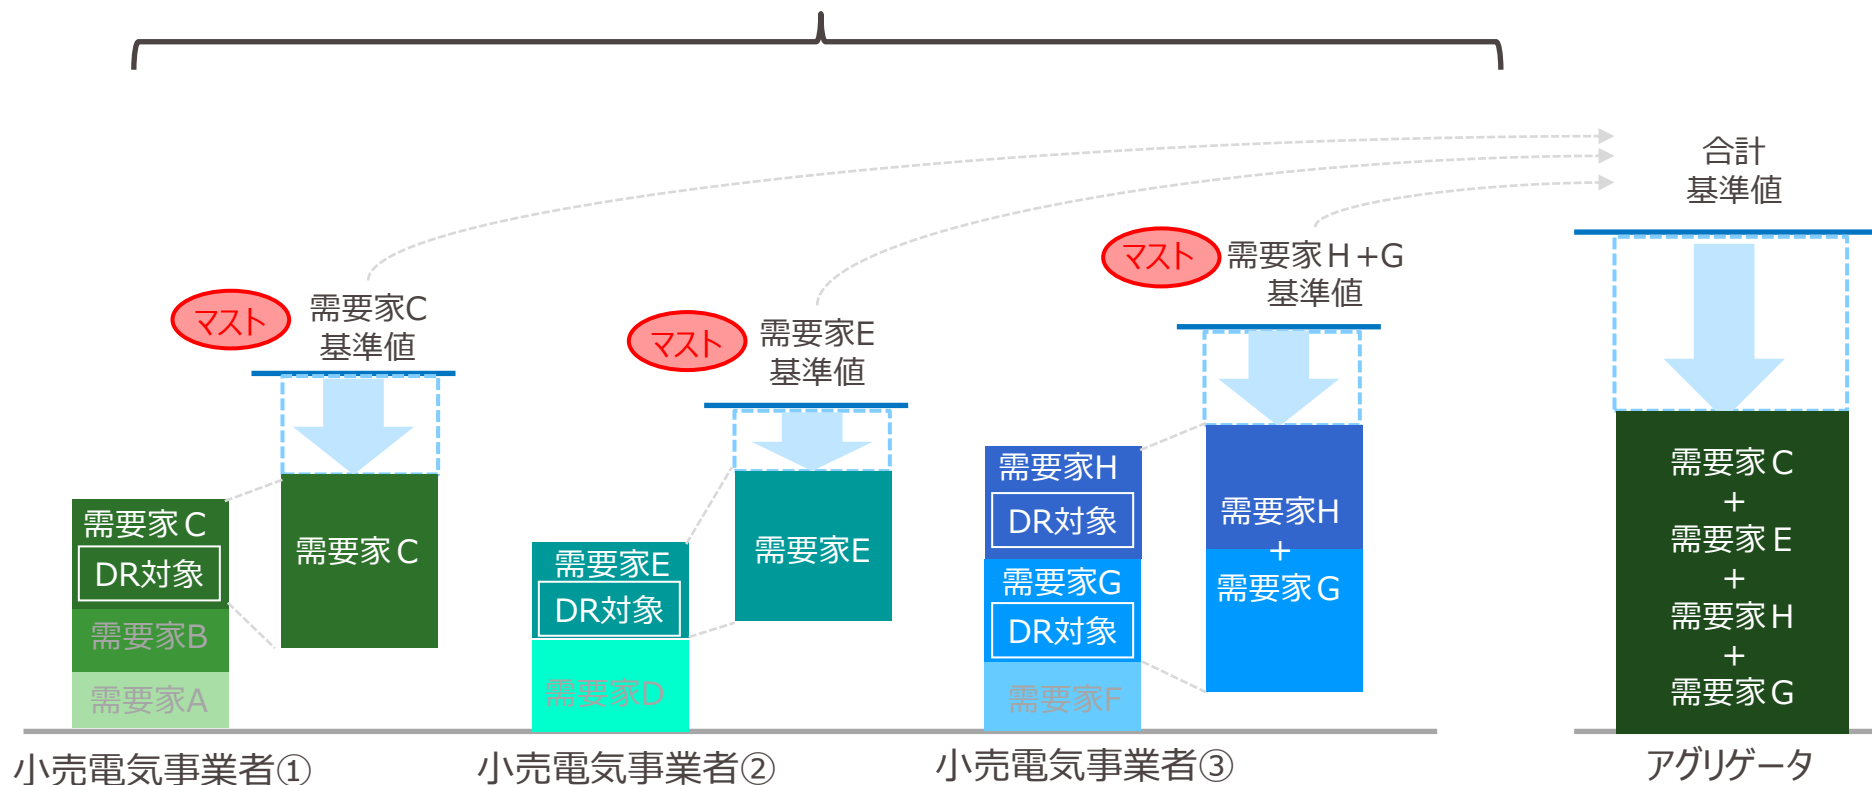 合計
基準値
マスト
需要家H+G
基準値
マスト
需要家C
基準値
マスト
需要家E
基準値
需要家C
DR対象
需要家B
需要家A
需要家C
需要家E
DR対象
需要家D
需要家E
需要家H
DR対象
需要家G
DR対象
需要家F
需要家H
+
需要家G
需要家C
+
需要家E
+
需要家H
+
需要家G
小売電気事業者①
小売電気事業者②
小売電気事業者③
アグリゲータ